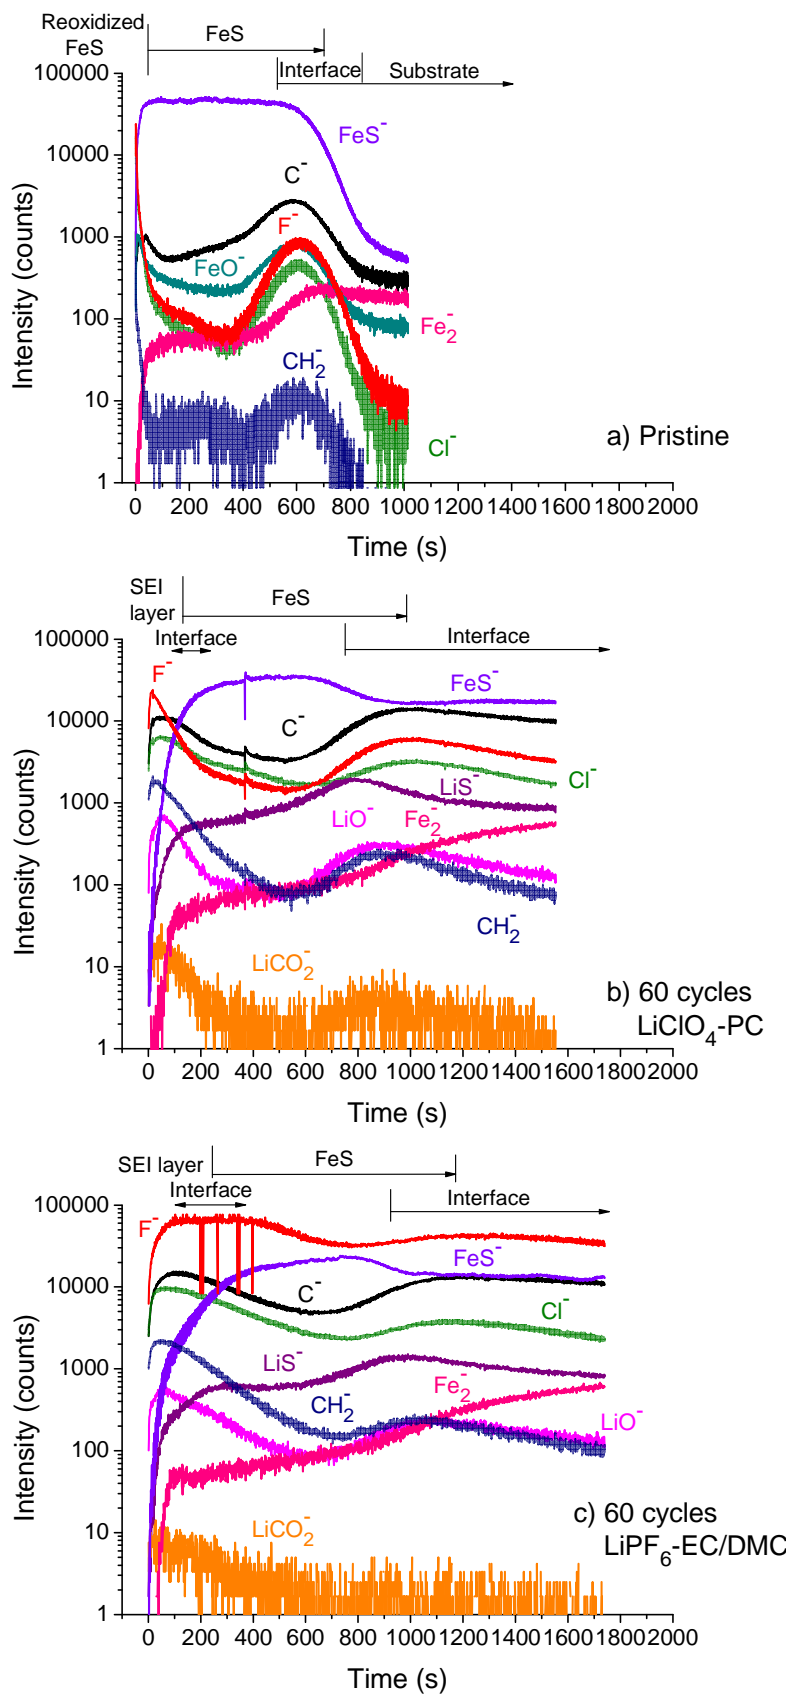 Reoxidized
FeS
FeS
Interface
Substrate
100000
10000
1000
100
10
1
Intensity (counts)
FeS⁻
C⁻
F⁻
FeO⁻
Fe₂⁻
CH₂⁻
Cl⁻
a) Pristine
0 200 400 600 800 1000 1200 1400 1600 1800 2000
Time (s)
SEI
layer
FeS
Interface
Interface
100000
10000
1000
100
10
1
Intensity (counts)
F⁻
FeS⁻
C⁻
Cl⁻
LiS⁻
LiO⁻
Fe₂⁻
CH₂⁻
LiCO₂⁻
b) 60 cycles
LiClO₄-PC
0 200 400 600 800 1000 1200 1400 1600 1800 2000
Time (s)
SEI layer
FeS
Interface
Interface
100000
10000
1000
100
10
1
Intensity (counts)
F⁻
FeS⁻
C⁻
Cl⁻
LiS⁻
Fe₂⁻
CH₂⁻
LiO⁻
LiCO₂⁻
c) 60 cycles
LiPF₆-EC/DMC
0 200 400 600 800 1000 1200 1400 1600 1800 2000
Time (s)